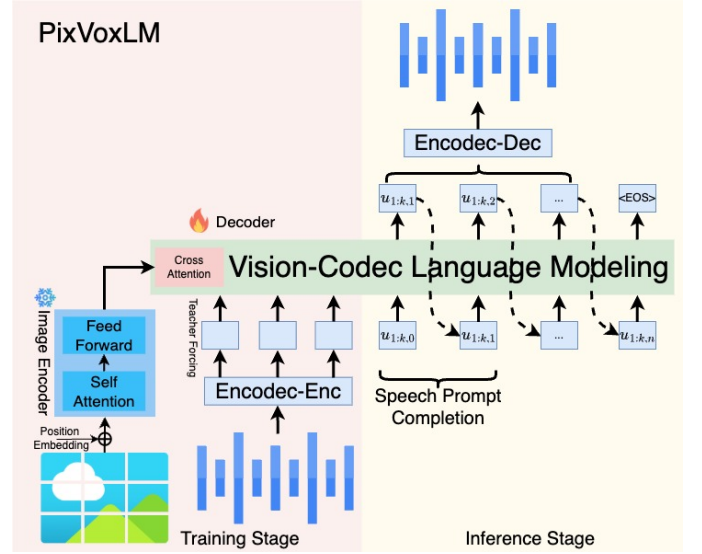 PixVoxLM
Encodec-Dec
u1:k,1
u1:k,2
...
<EOS>
Decoder
Cross
Attention
Vision-Codec Language Modeling
Teacher Forcing
u1:k,0
u1:k,1
...
u1:k,n
Image Encoder
Feed
Forward
Self
Attention
Encodec-Enc
Speech Prompt
Completion
Position
Embedding
Training Stage
Inference Stage